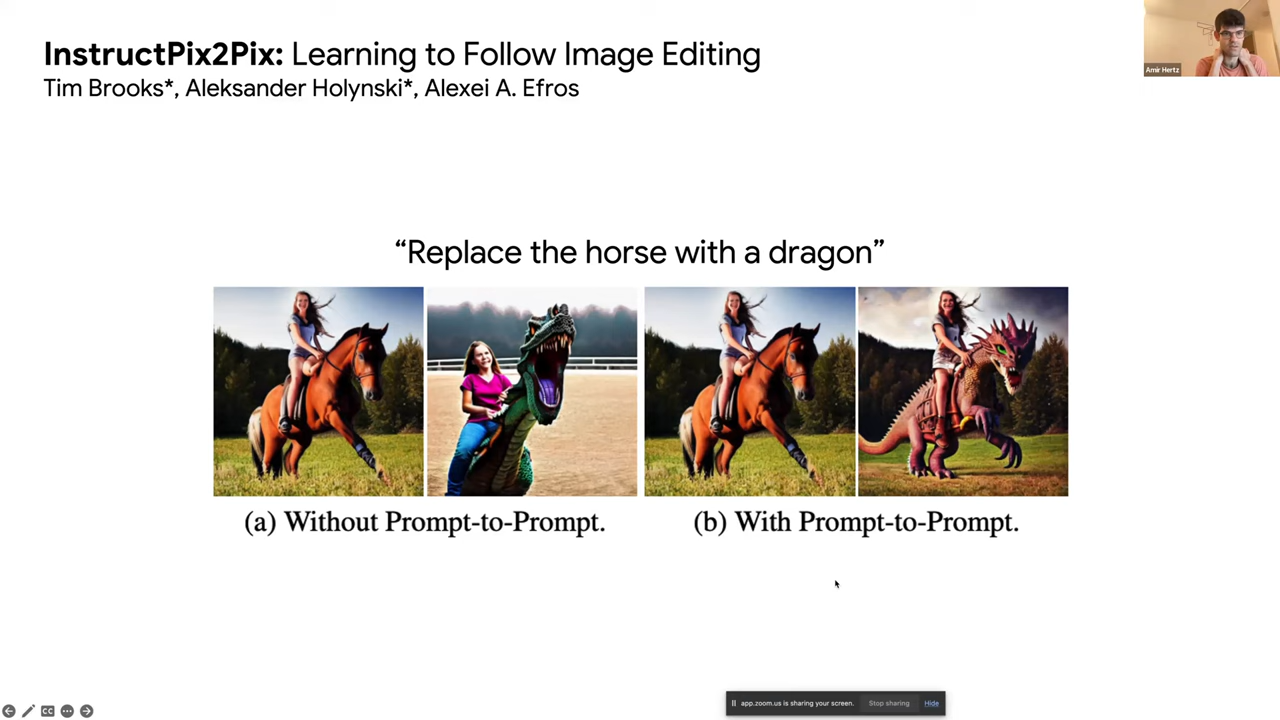 InstructPix2Pix: Learning to Follow Image Editing
Tim Brooks*, Aleksander Holynski*, Alexei A. Efros
Amir Hertz
“Replace the horse with a dragon”
(a) Without Prompt-to-Prompt.
(b) With Prompt-to-Prompt.
app.zoom.us is sharing your screen.
Stop sharing
Hide
CC